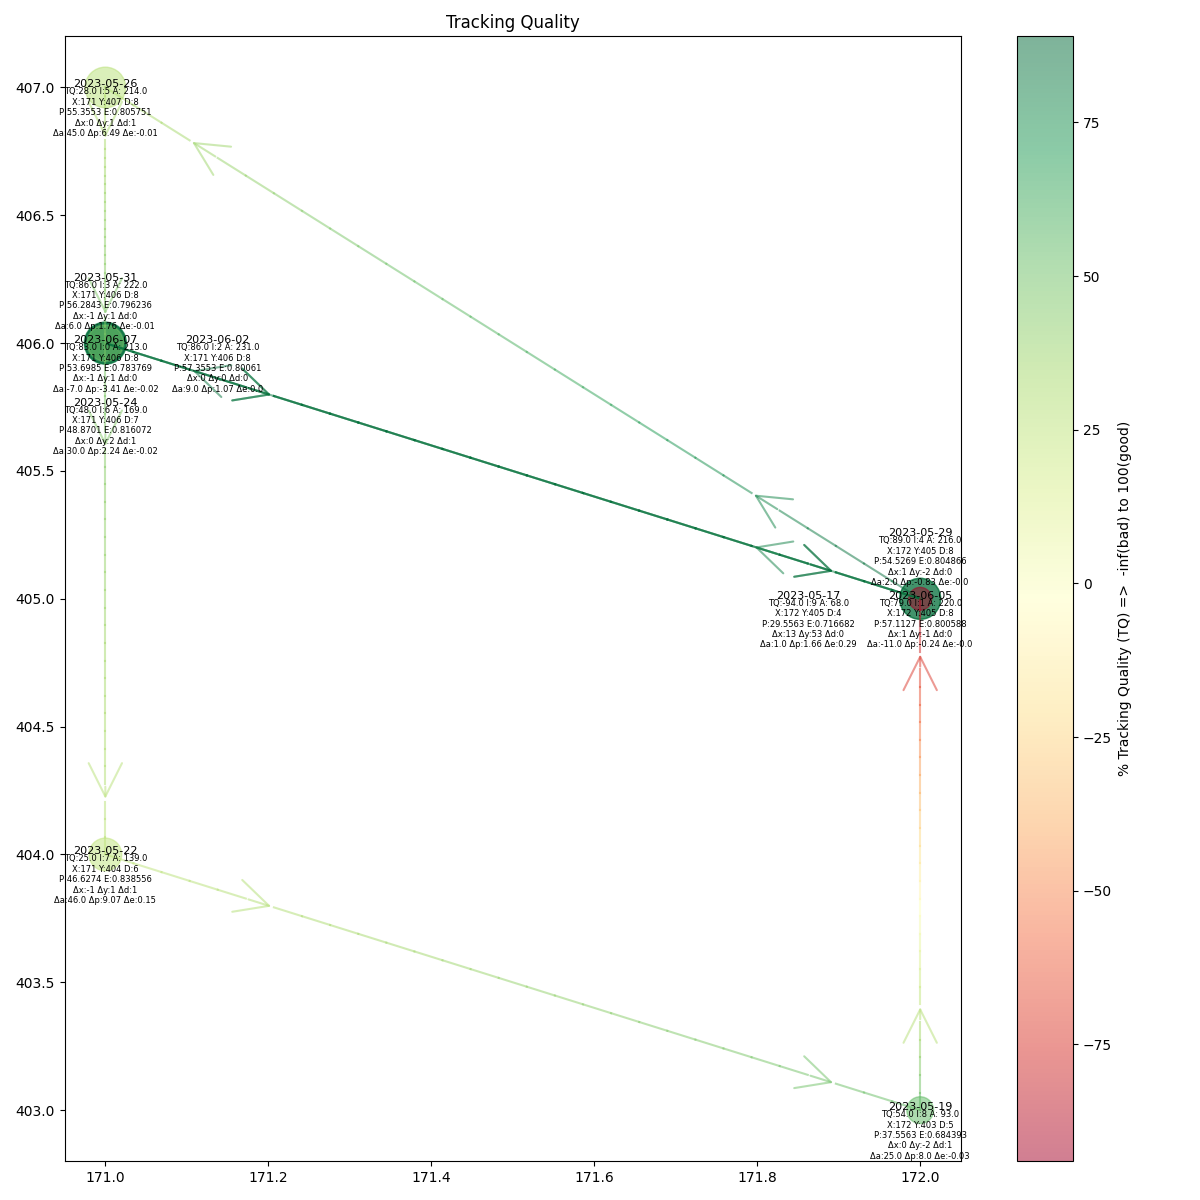 Tracking Quality
407.0
406.5
406.0
405.5
405.0
404.5
404.0
403.5
403.0
2023-05-26
TQ:28.0 I:5 A: 214.0
X:171 Y:407 D:8
P:55.3553 E:0.805751
Δx:0 Δy:1 Δd:1
Δa:45.0 Δp:6.49 Δe:-0.01
2023-05-31
TQ:86.0 I:3 A: 222.0
X:171 Y:406 D:8
P:56.2843 E:0.796236
Δx:-1 Δy:1 Δd:0
Δa:6.0 Δp:1.76 Δe:-0.01
2023-06-07
TQ:83.0 I:0 A: 213.0
X:171 Y:406 D:8
P:53.6985 E:0.783769
Δx:-1 Δy:1 Δd:0
Δa:-7.0 Δp:-3.41 Δe:-0.02
2023-06-02
TQ:86.0 I:2 A: 231.0
X:171 Y:406 D:8
P:57.3553 E:0.80061
Δx:0 Δy:0 Δd:0
Δa:9.0 Δp:1.07 Δe:0.0
2023-05-24
TQ:48.0 I:6 A: 169.0
X:171 Y:406 D:7
P:48.8701 E:0.816072
Δx:0 Δy:2 Δd:1
Δa:30.0 Δp:2.24 Δe:-0.02
2023-05-29
TQ:89.0 I:4 A: 216.0
X:172 Y:405 D:8
P:54.5269 E:0.804866
Δx:1 Δy:-2 Δd:0
Δa:2.0 Δp:-0.83 Δe:-0.0
2023-05-17
TQ:-94.0 I:9 A: 68.0
X:172 Y:405 D:4
P:29.5563 E:0.716682
Δx:13 Δy:53 Δd:0
Δa:1.0 Δp:1.66 Δe:0.29
2023-06-05
TQ:79.0 I:1 A: 220.0
X:172 Y:405 D:8
P:57.1127 E:0.800588
Δx:1 Δy:-1 Δd:0
Δa:-11.0 Δp:-0.24 Δe:-0.0
2023-05-22
TQ:25.0 I:7 A: 139.0
X:171 Y:404 D:6
P:46.6274 E:0.838556
Δx:-1 Δy:1 Δd:1
Δa:46.0 Δp:9.07 Δe:0.15
2023-05-19
TQ:54.0 I:8 A: 93.0
X:172 Y:403 D:5
P:37.5563 E:0.684393
Δx:0 Δy:-2 Δd:1
Δa:25.0 Δp:8.0 Δe:-0.03
171.0
171.2
171.4
171.6
171.8
172.0
75
50
25
0
−25
−50
−75
% Tracking Quality (TQ) => -inf(bad) to 100(good)